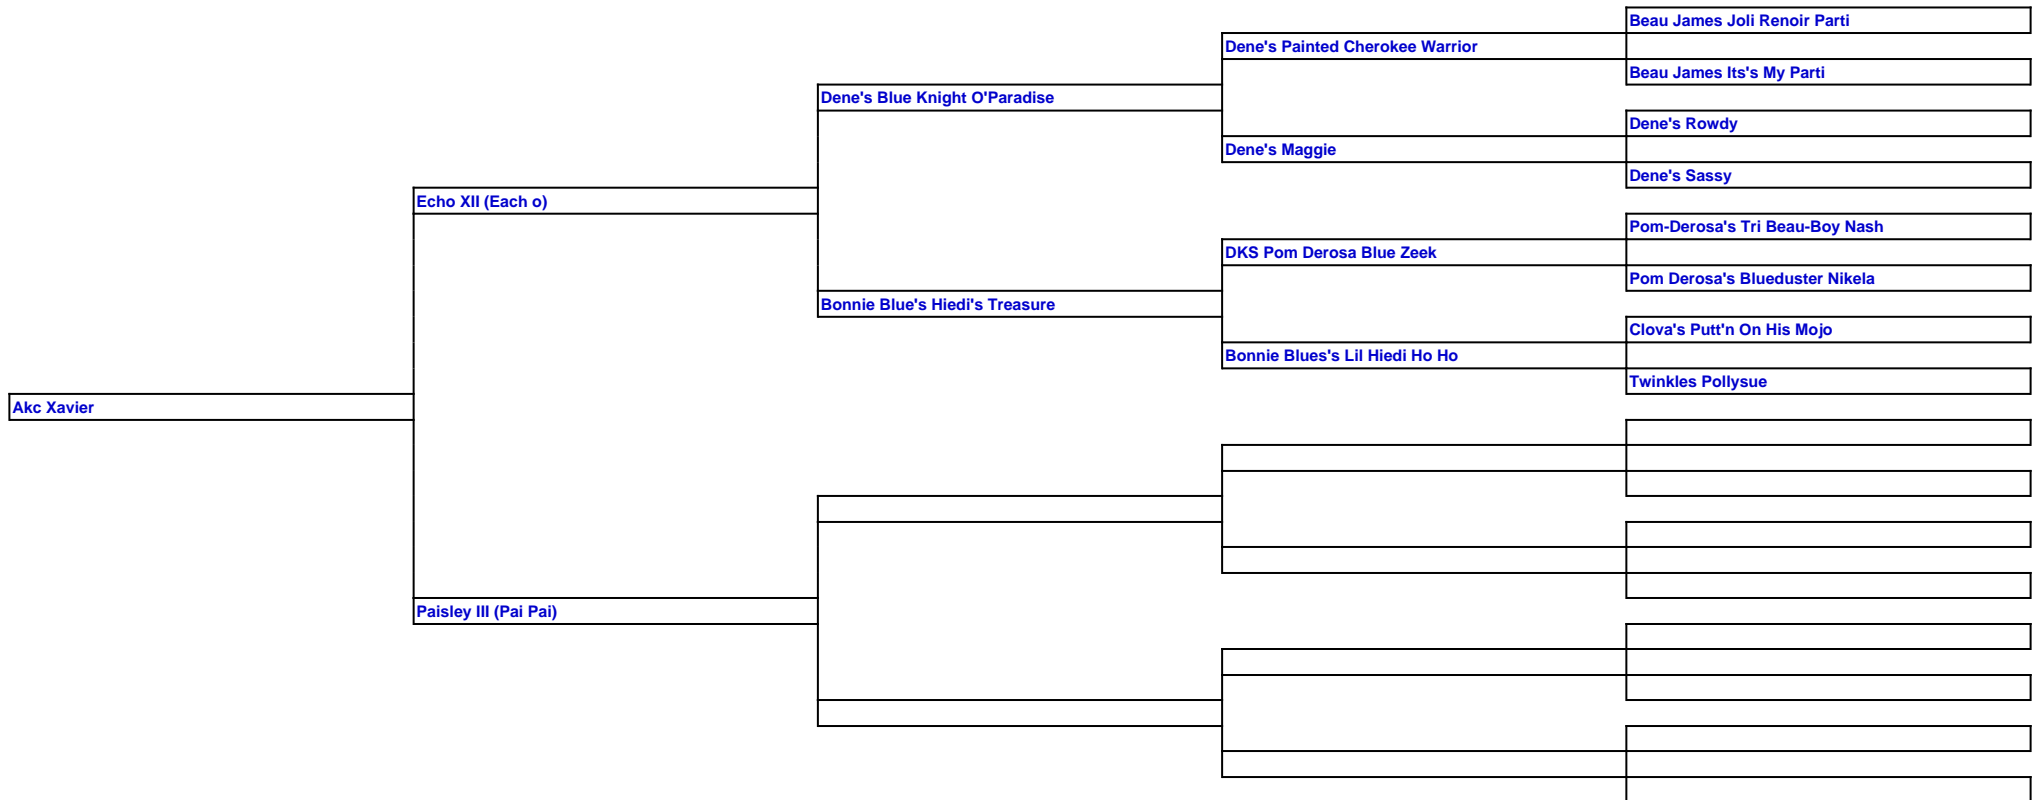 Beau James Joli Renoir Parti
Dene's Painted Cherokee Warrior
Beau James Its's My Parti
Dene's Blue Knight O'Paradise
Dene's Rowdy
Dene's Maggie
Dene's Sassy
Echo XII (Each o)
Pom-Derosa's Tri Beau-Boy Nash
DKS Pom Derosa Blue Zeek
Pom Derosa's Blueduster Nikela
Bonnie Blue's Hiedi's Treasure
Clova's Putt'n On His Mojo
Bonnie Blues's Lil Hiedi Ho Ho
Twinkles Pollysue
Akc Xavier
Paisley III (Pai Pai)